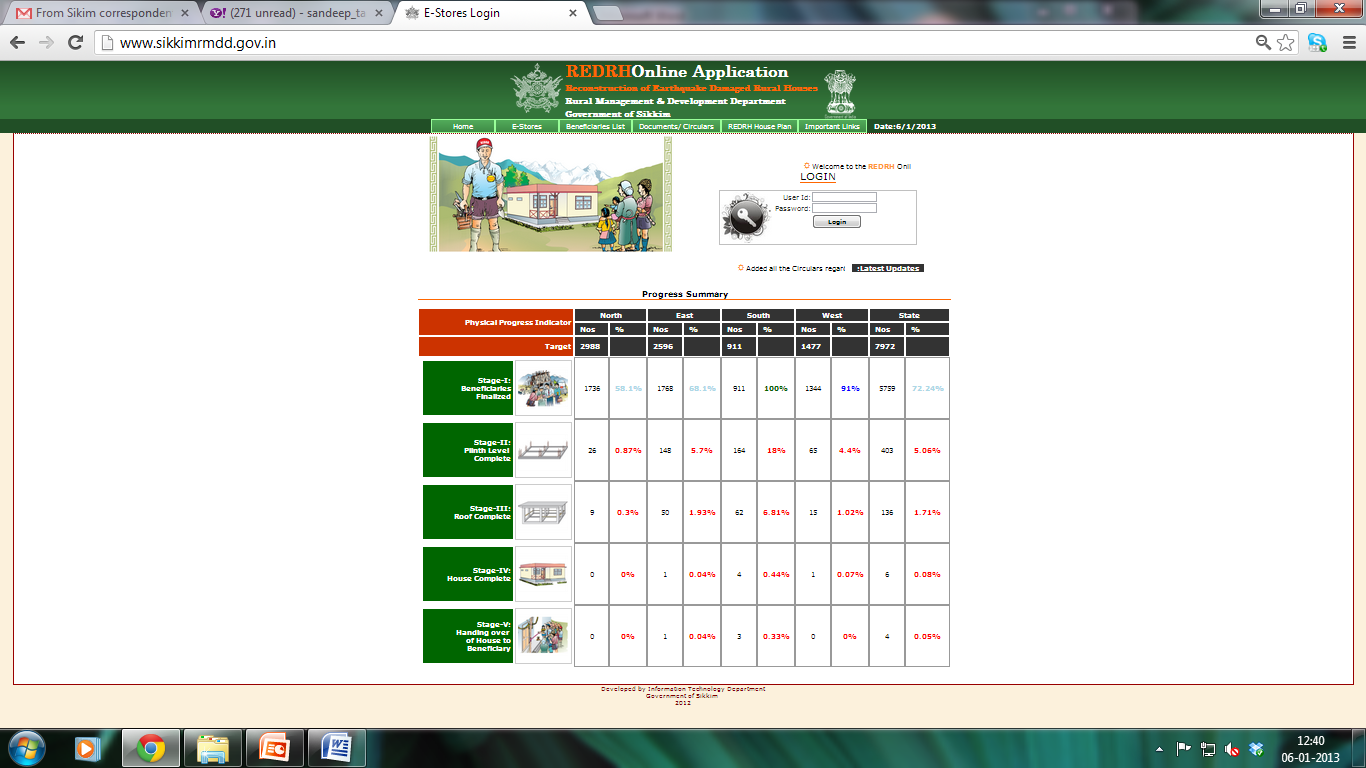 From Sikim corresponden
(271 unread) - sandeep_ta
E-Stores Login
www.sikkimrmdd.gov.in
REDRHOnline Application
Reconstruction of Earthquake Damaged Rural Houses
Rural Management & Development Department
Government of Sikkim
Home E-Stores Beneficiaries List Documents/ Circulars REDRH House Plan Important Links Date:6/1/2013
Welcome to the REDRH Onli
LOGIN
User Id:
Password:
Login
Added all the Circulars regari :Latest Updates
Progress Summary
Physical Progress Indicator North East South West State
Nos % Nos % Nos % Nos % Nos %
Target 2988 2596 911 1477 7972
Stage-I:
Beneficiaries
Finalized
1736 58.1% 1768 68.1% 911 100% 1344 91% 5759 72.24%
Stage-II:
Plinth Level
Complete
26 0.87% 148 5.7% 164 18% 65 4.4% 403 5.06%
Stage-III:
Roof Complete
9 0.3% 50 1.93% 62 6.81% 15 1.02% 136 1.71%
Stage-IV:
House Complete
0 0% 1 0.04% 4 0.44% 1 0.07% 6 0.08%
Stage-V:
Handing over
of House to
Beneficiary
0 0% 1 0.04% 3 0.33% 0 0% 4 0.05%
Developed by Information Technology Department
Government of Sikkim
2012
12:40
06-01-2013